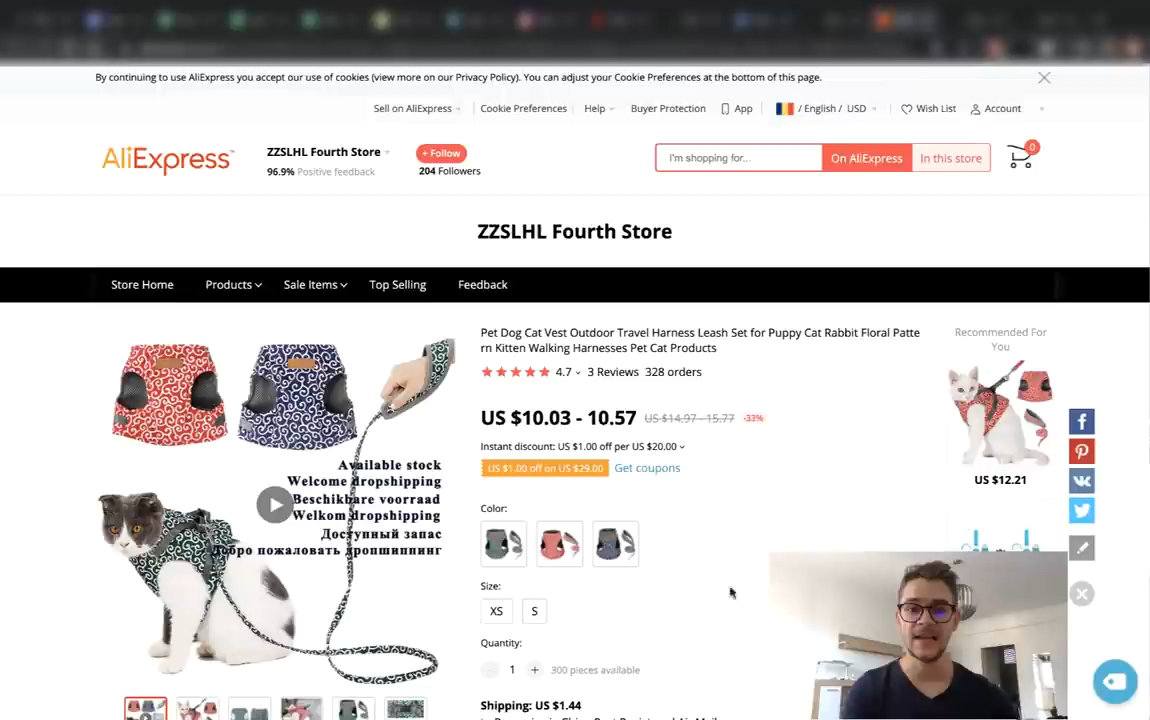 By continuing to use AliExpress you accept our use of cookies (view more on our Privacy Policy). You can adjust your Cookie Preferences at the bottom of this page.
Sell on AliExpress Cookie Preferences Help Buyer Protection App / English / USD Wish List Account
AliExpress ZZSLHL Fourth Store + Follow I'm shopping for... On AliExpress In this store 0
96.9% Positive feedback 204 Followers
ZZSLHL Fourth Store
Store Home Products Sale Items Top Selling Feedback
Pet Dog Cat Vest Outdoor Travel Harness Leash Set for Puppy Cat Rabbit Floral Patte
rn Kitten Walking Harnesses Pet Cat Products
4.7 3 Reviews 328 orders
US $10.03 - 10.57 US $14.97 - 15.77 -33%
Instant discount: US $1.00 off per US $20.00
US $1.00 off on US $29.00 Get coupons
Color:
Size:
XS S
Quantity:
- 1 + 300 pieces available
Shipping: US $1.44
Available stock
Welcome dropshipping
Beschikbare voorraad
Welkom dropshipping
Доступный запас
Добро пожаловать дропшиппинг
Recommended For
You
US $12.21